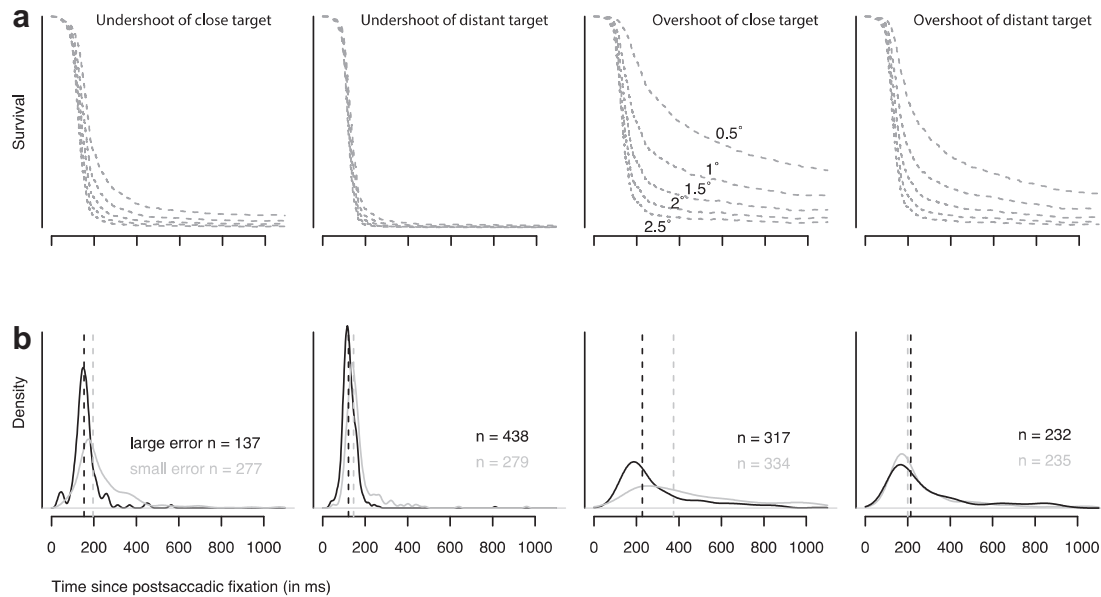 a
Undershoot of close target
Undershoot of distant target
Overshoot of close target
Overshoot of distant target
Survival
0.5°
1°
1.5°
2°
2.5°
b
Density
large error n = 137
small error n = 277
n = 438
n = 279
n = 317
n = 334
n = 232
n = 235
0 200 400 600 800 1000
0 200 400 600 800 1000
0 200 400 600 800 1000
0 200 400 600 800 1000
Time since postsaccadic fixation (in ms)